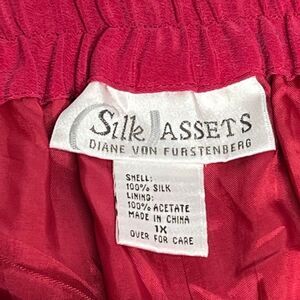 Silk ASSETS
DIANE VON FURSTENBERG
SHELL:
100% SILK
LINING:
100% ACETATE
MADE IN CHINA
1X
OVER FOR CARE